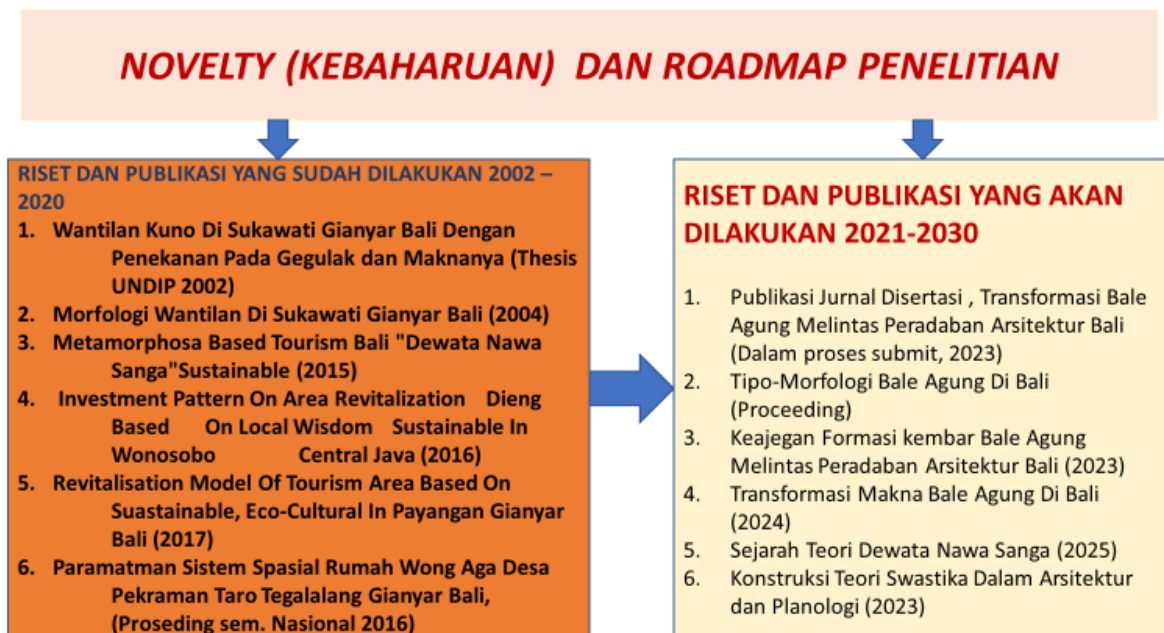 NOVELTY (KEBAHARUAN) DAN ROADMAP PENELITIAN
RISET DAN PUBLIKASI YANG SUDAH DILAKUKAN 2002 –
2020
1. Wantilan Kuno Di Sukawati Gianyar Bali Dengan
Penekanan Pada Gegulak dan Maknanya (Thesis
UNDIP 2002)
2. Morfologi Wantilan Di Sukawati Gianyar Bali (2004)
3. Metamorphosa Based Tourism Bali "Dewata Nawa
Sanga"Sustainable (2015)
4. Investment Pattern On Area Revitalization Dieng
Based On Local Wisdom Sustainable In
Wonosobo Central Java (2016)
5. Revitalisation Model Of Tourism Area Based On
Suastainable, Eco-Cultural In Payangan Gianyar
Bali (2017)
6. Paramatman Sistem Spasial Rumah Wong Aga Desa
Pekraman Taro Tegalalang Gianyar Bali,
(Proseding sem. Nasional 2016)
RISET DAN PUBLIKASI YANG AKAN
DILAKUKAN 2021-2030
1. Publikasi Jurnal Disertasi , Transformasi Bale
Agung Melintas Peradaban Arsitektur Bali
(Dalam proses submit, 2023)
2. Tipo-Morfologi Bale Agung Di Bali
(Proceeding)
3. Keajegan Formasi kembar Bale Agung
Melintas Peradaban Arsitektur Bali (2023)
4. Transformasi Makna Bale Agung Di Bali
(2024)
5. Sejarah Teori Dewata Nawa Sanga (2025)
6. Konstruksi Teori Swastika Dalam Arsitektur
dan Planologi (2023)